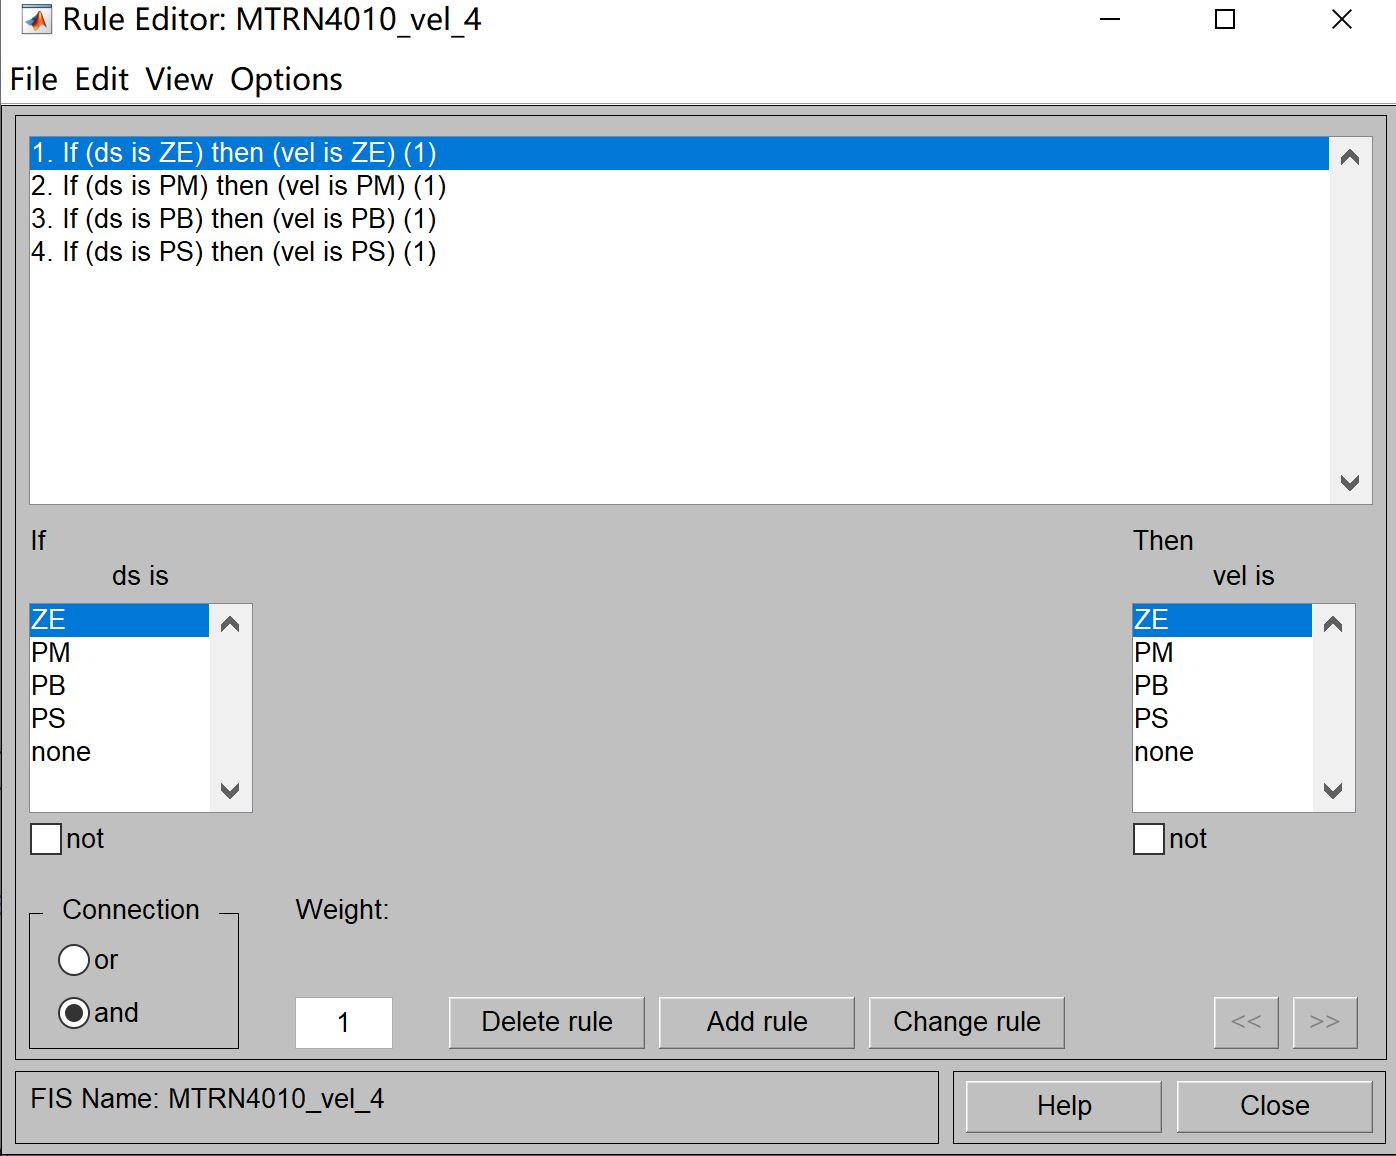 Rule Editor: MTRN4010_vel_4
File Edit View Options
1. If (ds is ZE) then (vel is ZE) (1)
2. If (ds is PM) then (vel is PM) (1)
3. If (ds is PB) then (vel is PB) (1)
4. If (ds is PS) then (vel is PS) (1)
If
ds is
ZE
PM
PB
PS
none
not
Then
vel is
ZE
PM
PB
PS
none
not
Connection
or
and
Weight:
1
Delete rule
Add rule
Change rule
<<
>>
FIS Name: MTRN4010_vel_4
Help
Close